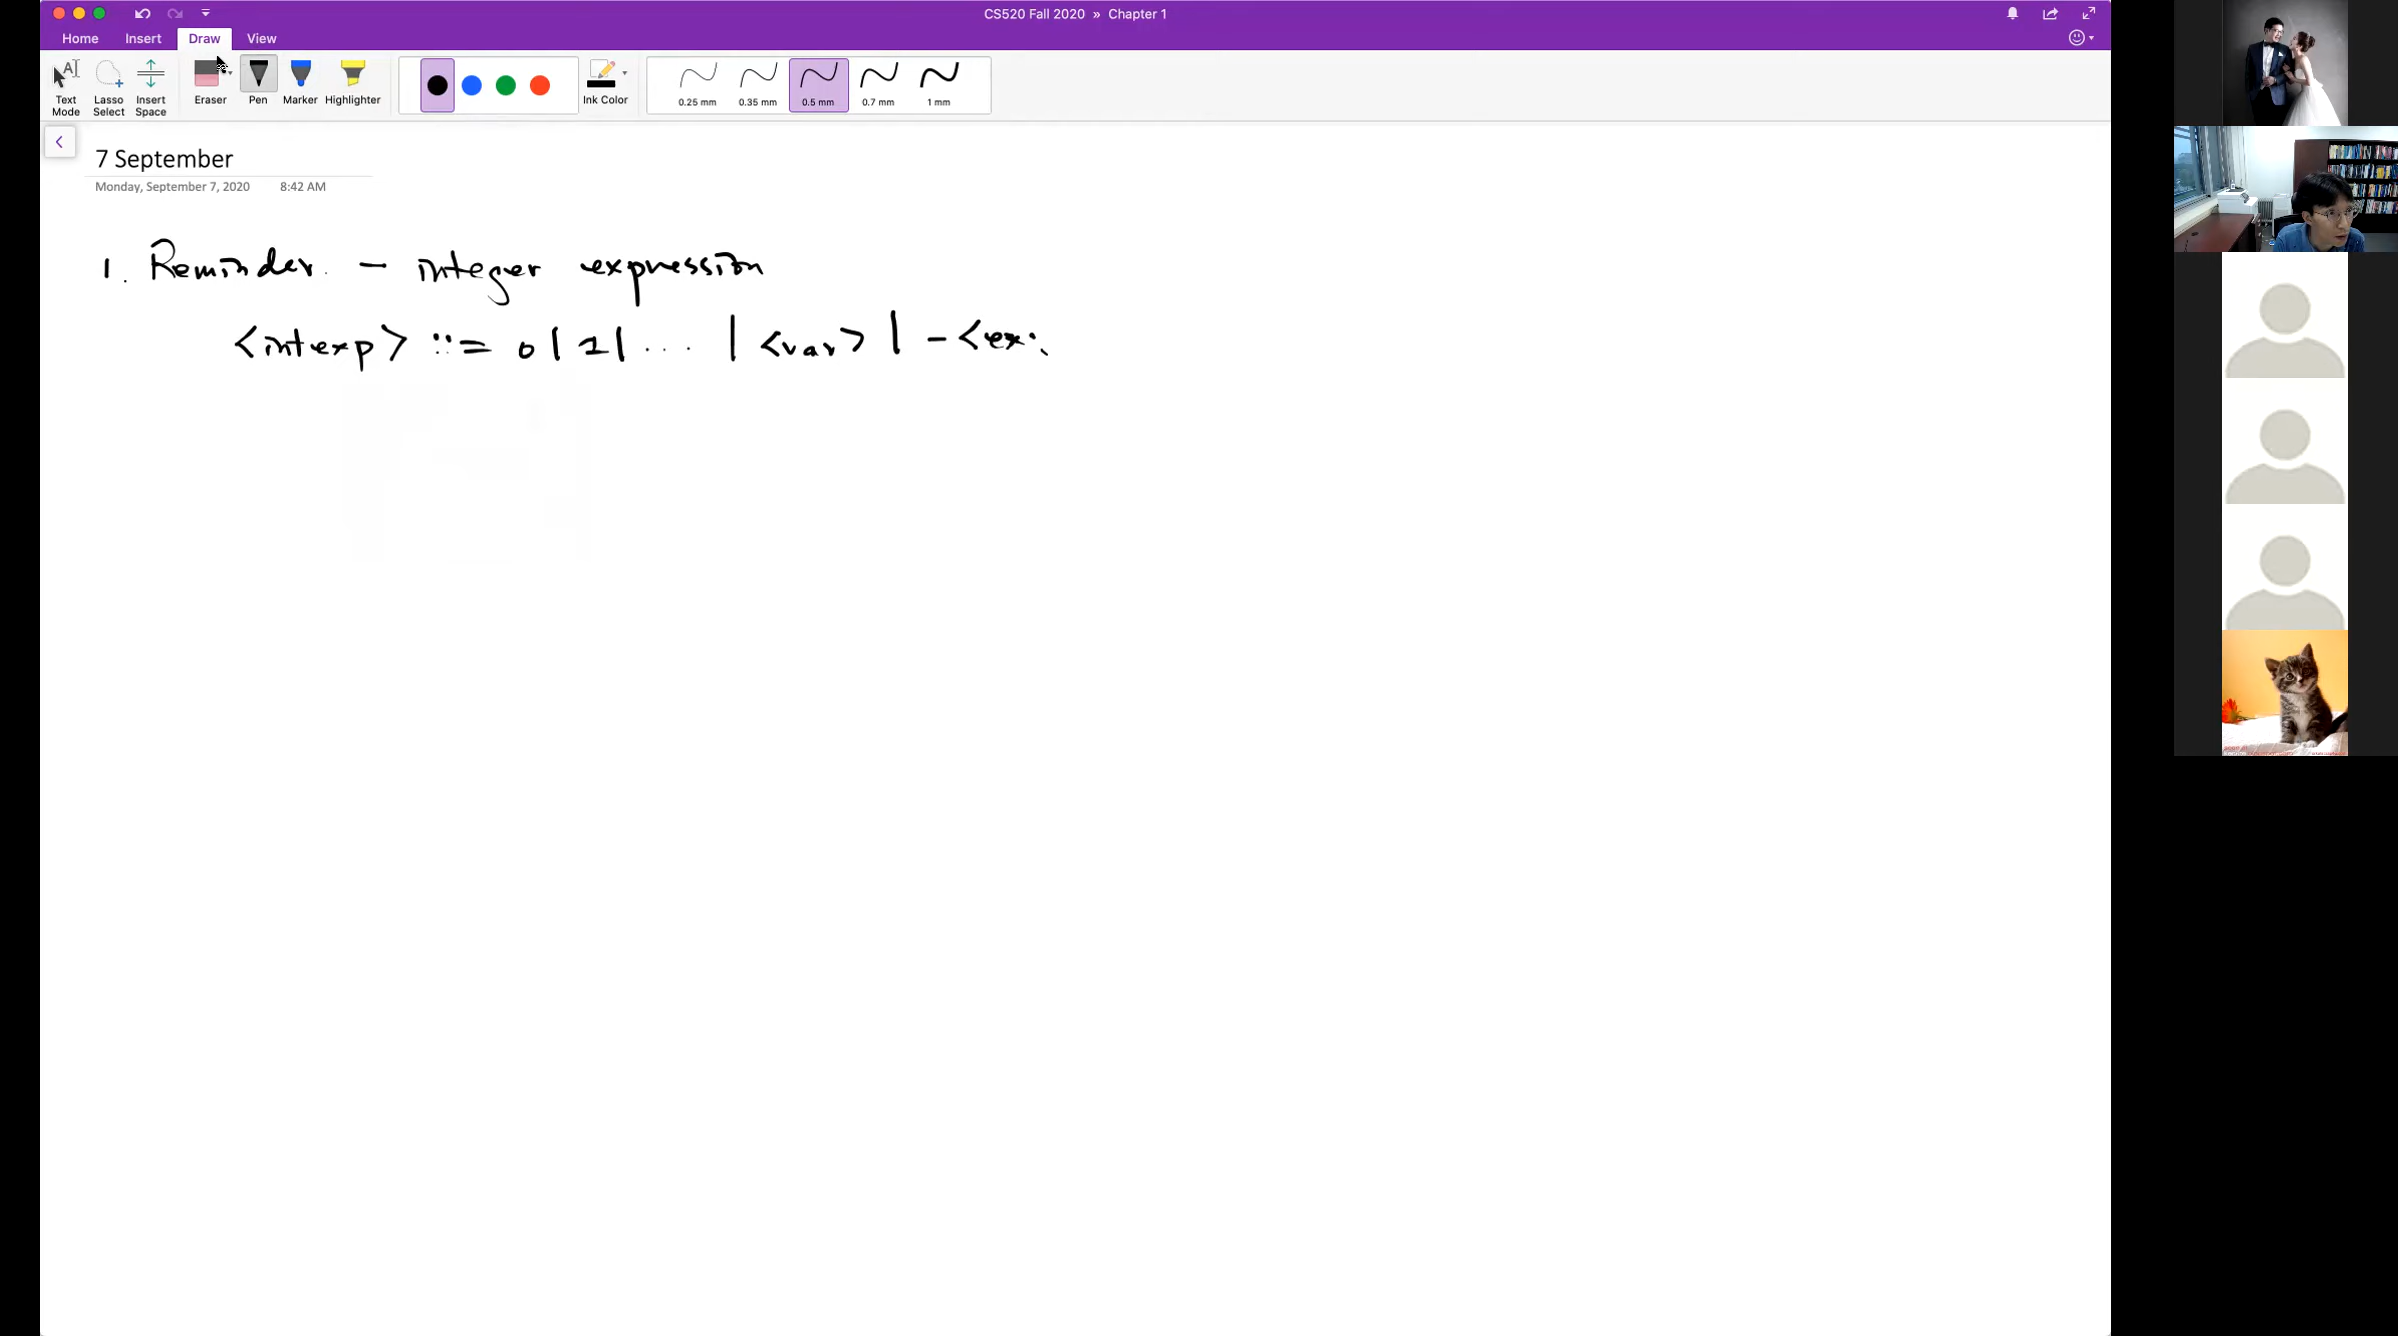 CS520 Fall 2020 » Chapter 1
Home Insert Draw View
Text Mode
Lasso Select
Insert Space
Eraser
Pen
Marker
Highlighter
Ink Color
0.25 mm
0.35 mm
0.5 mm
0.7 mm
1 mm
7 September
Monday, September 7, 2020 8:42 AM
1. Reminder. – integer expression
<intexp> ::= 0 | 1 | ... | <var> | - <ex